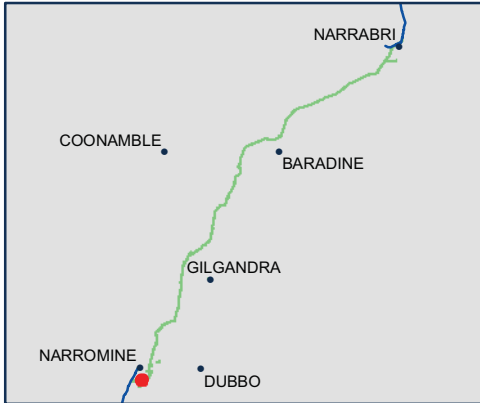 NARRABRI
COONAMBLE
BARADINE
GILGANDRA
NARROMINE
DUBBO